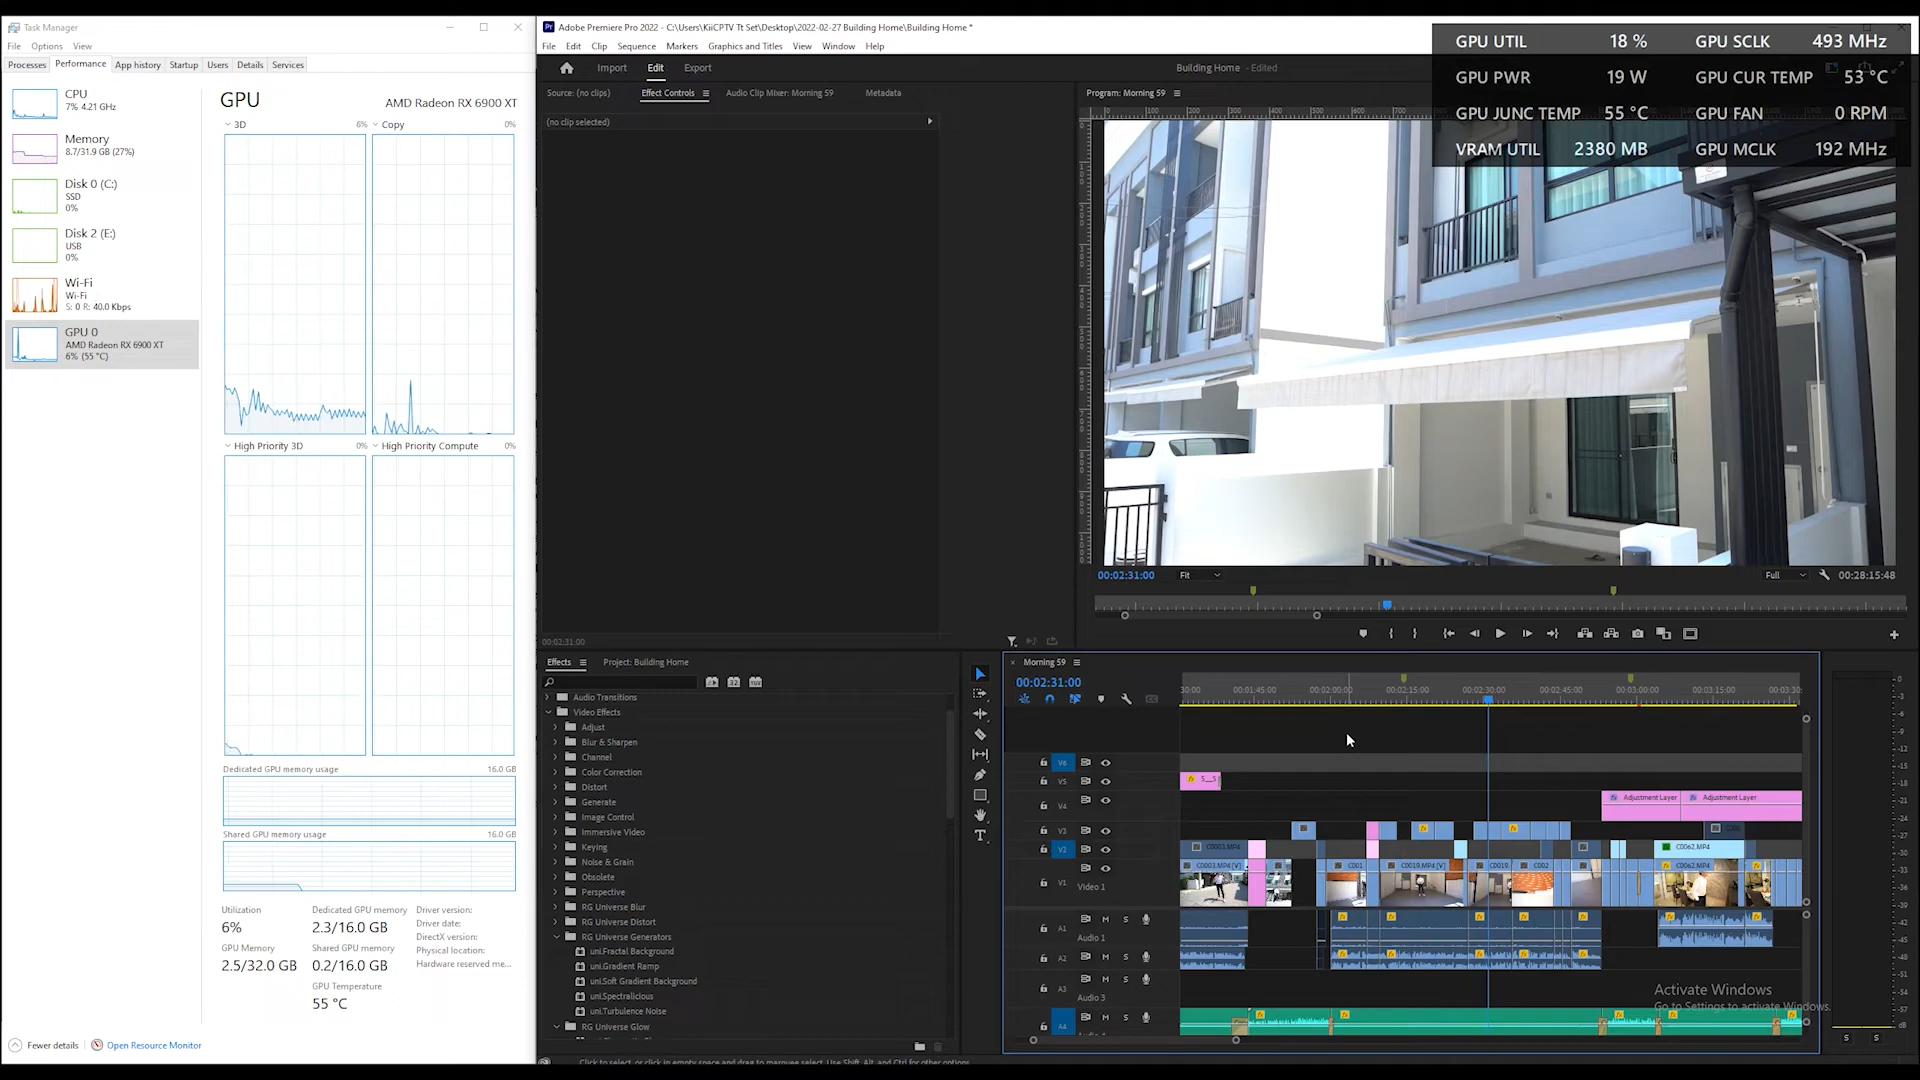 Task Manager
File Options View
Processes Performance App history Startup Users Details Services
CPU
7% 4.21 GHz
Memory
8.7/31.9 GB (27%)
Disk 0 (C:)
SSD
0%
Disk 2 (E:)
USB
0%
Wi-Fi
Wi-Fi
S: 0 R: 40.0 Kbps
GPU 0
AMD Radeon RX 6900 XT
6% (55 °C)
GPU
AMD Radeon RX 6900 XT
3D 6% Copy 0%
High Priority 3D 0% High Priority Compute 0%
Dedicated GPU memory usage 16.0 GB
Shared GPU memory usage 16.0 GB
Utilization
6%
Dedicated GPU memory
2.3/16.0 GB
Driver version:
Driver date:
DirectX version:
Physical location:
Hardware reserved me...
GPU Memory
2.5/32.0 GB
Shared GPU memory
0.2/16.0 GB
GPU Temperature
55 °C
Fewer details Open Resource Monitor
Adobe Premiere Pro 2022 - C:\Users\KiiCPTV Tt Set\Desktop\2022-02-27 Building Home\Building Home *
File Edit Clip Sequence Markers Graphics and Titles View Window Help
Import Edit Export
Building Home - Edited
GPU UTIL 18 % GPU SCLK 493 MHz
GPU PWR 19 W GPU CUR TEMP 53 °C
GPU JUNC TEMP 55 °C GPU FAN 0 RPM
VRAM UTIL 2380 MB GPU MCLK 192 MHz
Source: (no clips) Effect Controls Audio Clip Mixer: Morning 59 Metadata
(no clip selected)
00:02:31:00
Program: Morning 59
00:02:31:00 Fit Full 00:28:15:48
Effects Project: Building Home
Audio Transitions
Video Effects
Adjust
Blur & Sharpen
Channel
Color Correction
Distort
Generate
Image Control
Immersive Video
Keying
Noise & Grain
Obsolete
Perspective
RG Universe Blur
RG Universe Distort
RG Universe Generators
uni.Fractal Background
uni.Gradient Ramp
uni.Soft Gradient Background
uni.Spectralicious
uni.Turbulence Noise
RG Universe Glow
Morning 59
00:02:31:00
30:00 00:01:45:00 00:02:00:00 00:02:15:00 00:02:30:00 00:02:45:00 00:03:00:00 00:03:15:00 00:03:30:
V6
V5
V4 Adjustment Layer Adjustment Layer
V3
V2 C0003.MP4 C0062.MP4
V1 Video 1 C0003.MP4 [V] C001 C0019.MP4 [V] C0019. C002 C0062.MP4
A1 M S
Audio 1
A2 M S
A3 M S
Audio 3
A4 M S
Activate Windows
Go to Settings to activate Windows.
S S
Click to select, or click in empty space and drag to marquee select. Use Shift, Alt, and Ctrl for other options.